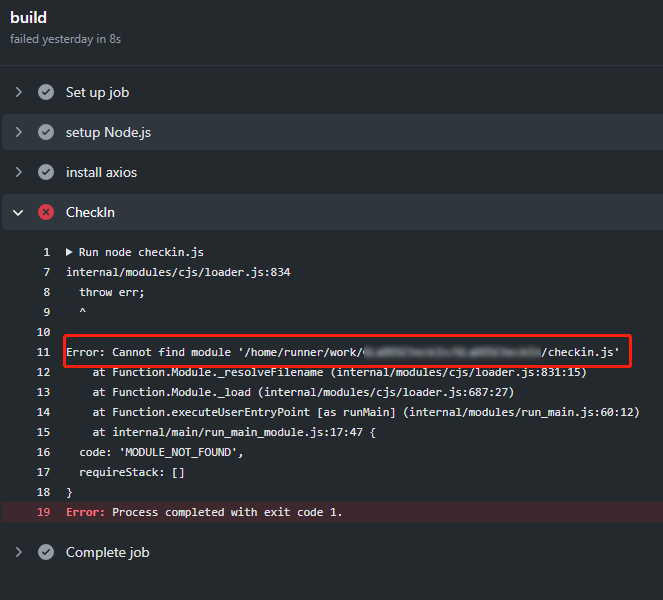 build
failed yesterday in 8s
Set up job
setup Node.js
install axios
CheckIn
1 Run node checkin.js
7 internal/modules/cjs/loader.js:834
8 throw err;
9 ^
10
11 Error: Cannot find module '/home/runner/work/ /checkin.js'
12 at Function.Module._resolveFilename (internal/modules/cjs/loader.js:831:15)
13 at Function.Module._load (internal/modules/cjs/loader.js:687:27)
14 at Function.executeUserEntryPoint [as runMain] (internal/modules/run_main.js:60:12)
15 at internal/main/run_main_module.js:17:47 {
16 code: 'MODULE_NOT_FOUND',
17 requireStack: []
18 }
19 Error: Process completed with exit code 1.
Complete job